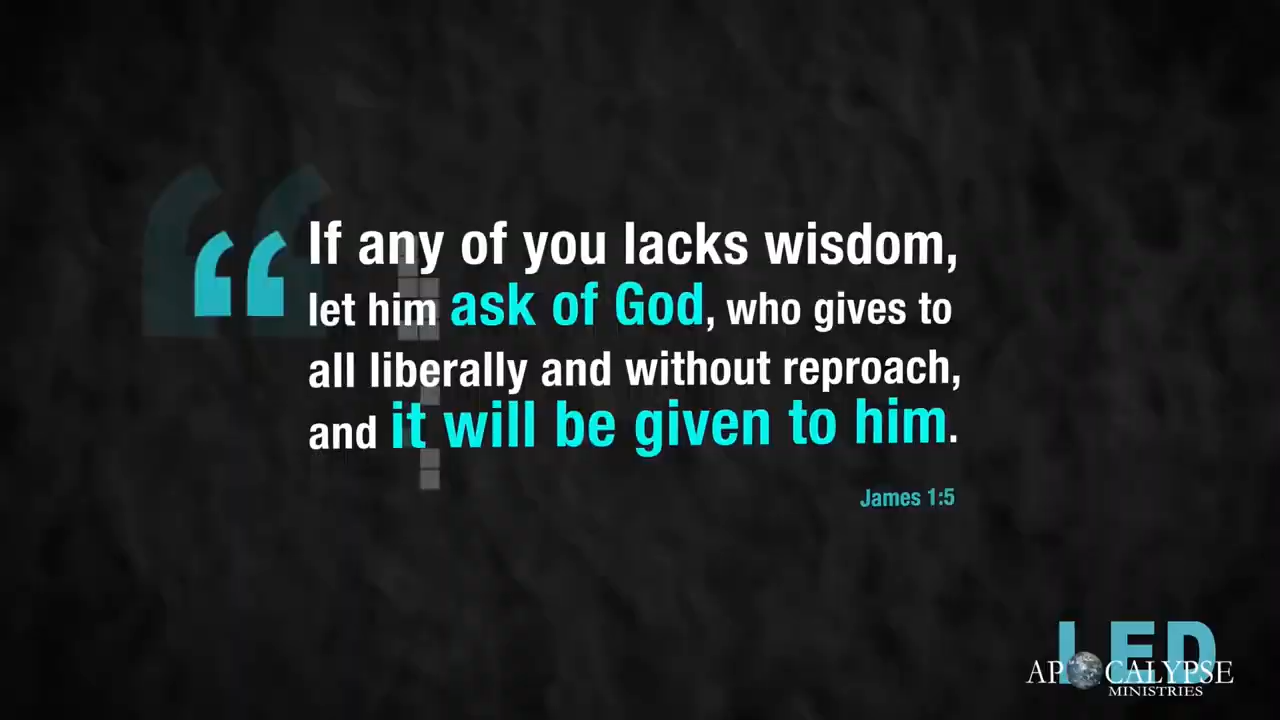 “If any of you lacks wisdom,
let him ask of God, who gives to
all liberally and without reproach,
and it will be given to him.
James 1:5
LED
APOCALYPSE
MINISTRIES